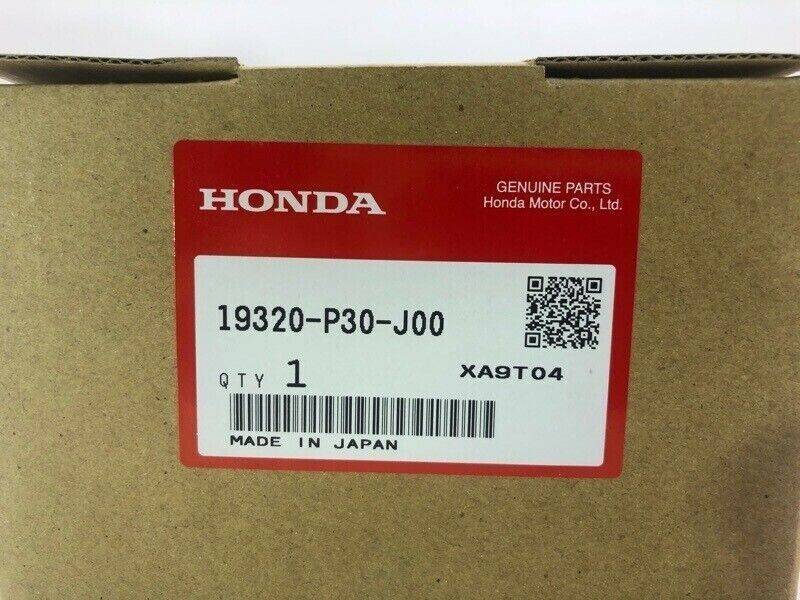 HONDA
GENUINE PARTS
Honda Motor Co., Ltd.
19320-P30-J00
QTY 1
XA9T04
MADE IN JAPAN